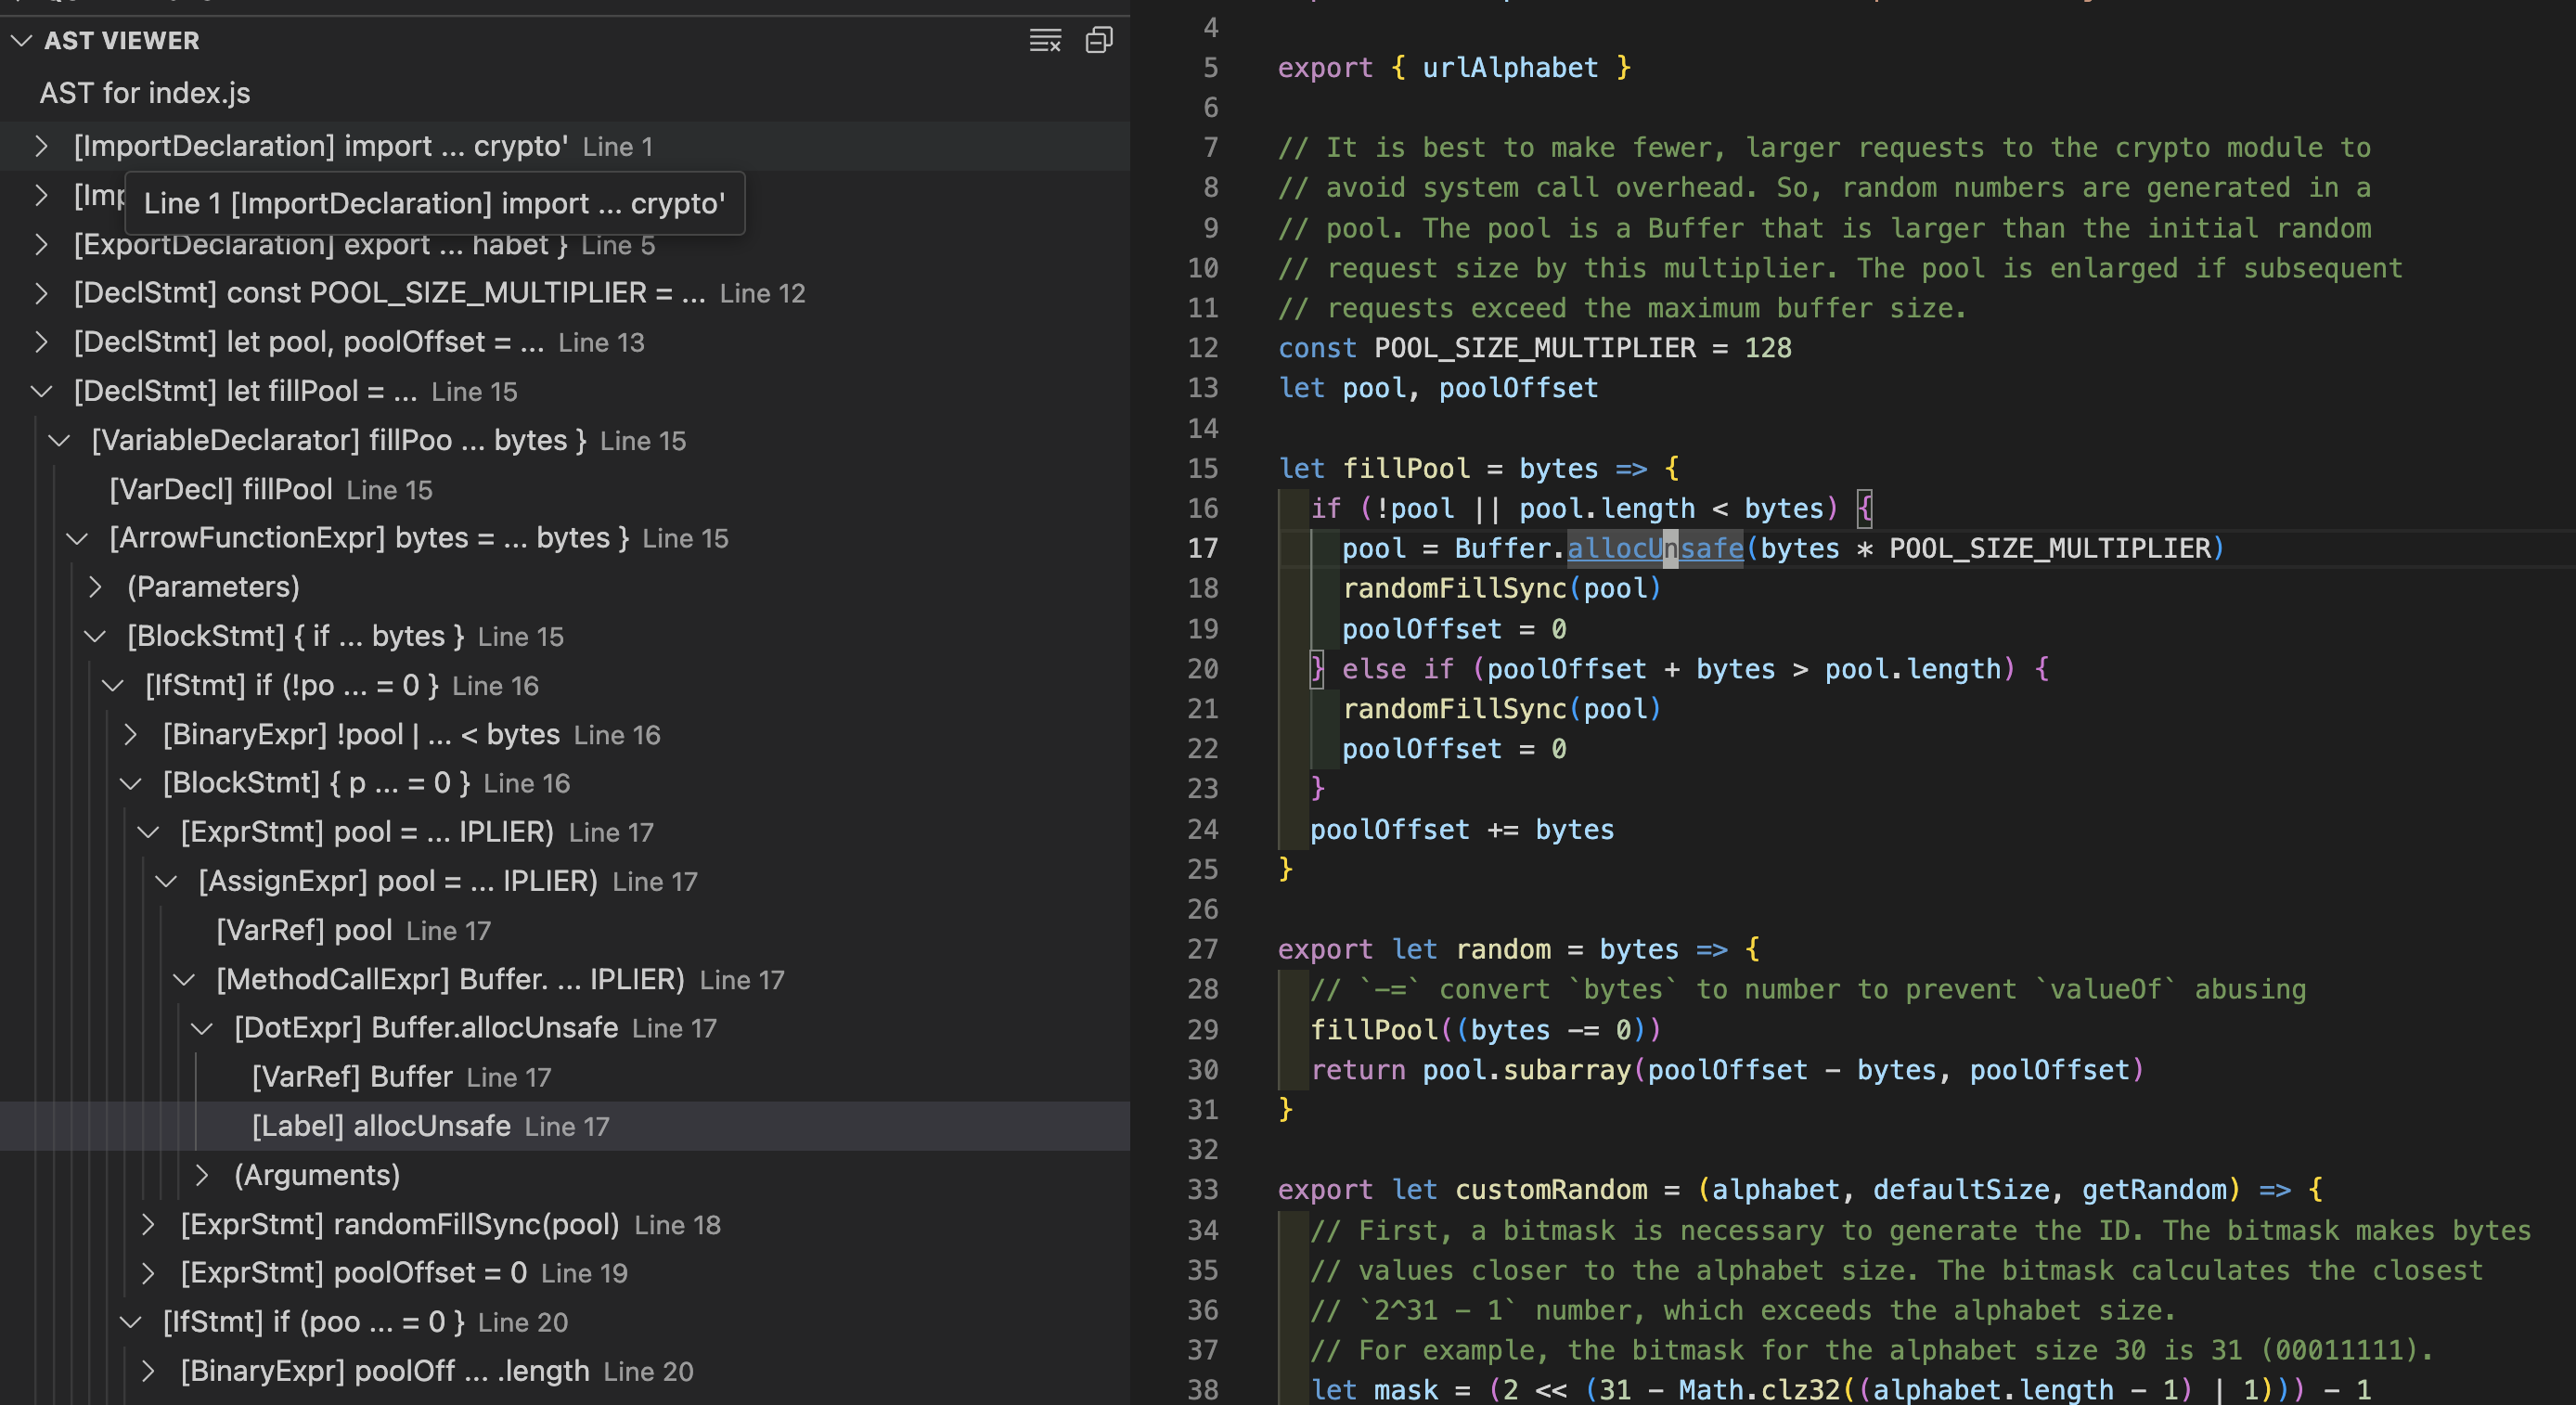 AST VIEWER
AST for index.js
[ImportDeclaration] import ... crypto' Line 1
Line 1 [ImportDeclaration] import ... crypto'
[ExportDeclaration] export ... habet } Line 5
[DeclStmt] const POOL_SIZE_MULTIPLIER = ... Line 12
[DeclStmt] let pool, poolOffset = ... Line 13
[DeclStmt] let fillPool = ... Line 15
[VariableDeclarator] fillPoo ... bytes } Line 15
[VarDecl] fillPool Line 15
[ArrowFunctionExpr] bytes = ... bytes } Line 15
(Parameters)
[BlockStmt] { if ... bytes } Line 15
[IfStmt] if (!po ... = 0 } Line 16
[BinaryExpr] !pool | ... < bytes Line 16
[BlockStmt] { p ... = 0 } Line 16
[ExprStmt] pool = ... IPLIER) Line 17
[AssignExpr] pool = ... IPLIER) Line 17
[VarRef] pool Line 17
[MethodCallExpr] Buffer. ... IPLIER) Line 17
[DotExpr] Buffer.allocUnsafe Line 17
[VarRef] Buffer Line 17
[Label] allocUnsafe Line 17
(Arguments)
[ExprStmt] randomFillSync(pool) Line 18
[ExprStmt] poolOffset = 0 Line 19
[IfStmt] if (poo ... = 0 } Line 20
[BinaryExpr] poolOff ... .length Line 20
4
5 export { urlAlphabet }
6
7 // It is best to make fewer, larger requests to the crypto module to
8 // avoid system call overhead. So, random numbers are generated in a
9 // pool. The pool is a Buffer that is larger than the initial random
10 // request size by this multiplier. The pool is enlarged if subsequent
11 // requests exceed the maximum buffer size.
12 const POOL_SIZE_MULTIPLIER = 128
13 let pool, poolOffset
14
15 let fillPool = bytes => {
16 if (!pool || pool.length < bytes) {
17 pool = Buffer.allocUnsafe(bytes * POOL_SIZE_MULTIPLIER)
18 randomFillSync(pool)
19 poolOffset = 0
20 } else if (poolOffset + bytes > pool.length) {
21 randomFillSync(pool)
22 poolOffset = 0
23 }
24 poolOffset += bytes
25 }
26
27 export let random = bytes => {
28 // `-=` convert `bytes` to number to prevent `valueOf` abusing
29 fillPool((bytes -= 0))
30 return pool.subarray(poolOffset - bytes, poolOffset)
31 }
32
33 export let customRandom = (alphabet, defaultSize, getRandom) => {
34 // First, a bitmask is necessary to generate the ID. The bitmask makes bytes
35 // values closer to the alphabet size. The bitmask calculates the closest
36 // `2^31 - 1` number, which exceeds the alphabet size.
37 // For example, the bitmask for the alphabet size 30 is 31 (00011111).
38 let mask = (2 << (31 - Math.clz32((alphabet.length - 1) | 1))) - 1